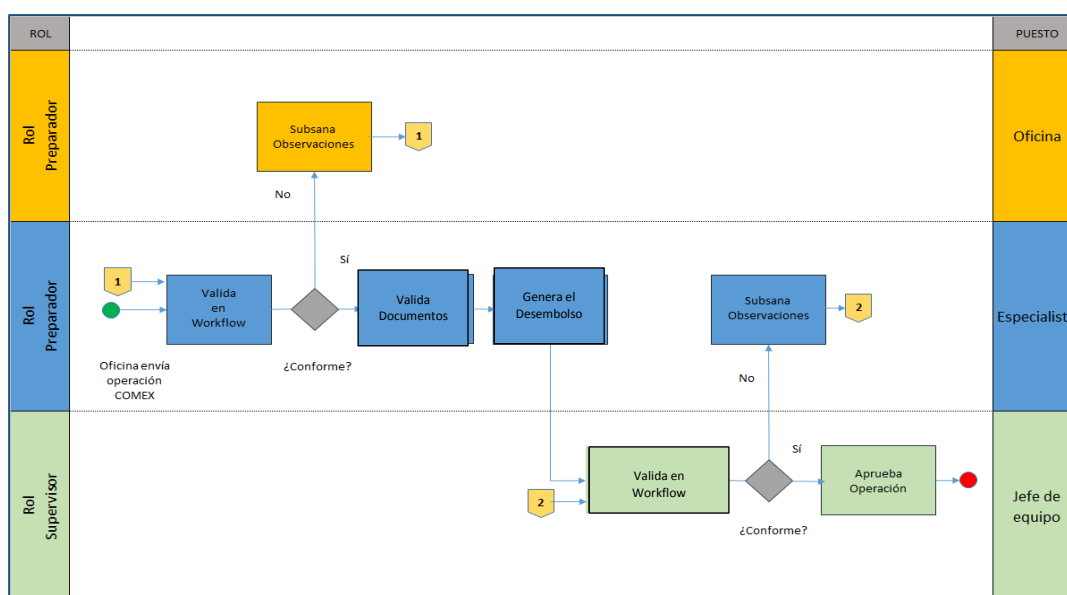 ROL
PUESTO
Rol
Preparador
Subsana
Observaciones
1
Oficina
No
Rol
Preparador
1
Valida
en
Workflow
Sí
Valida
Documentos
Genera el
Desembolso
Subsana
Observaciones
2
Especialist
Oficina envía
operación
COMEX
¿Conforme?
No
Rol
Supervisor
2
Valida en
Workflow
Sí
Aprueba
Operación
¿Conforme?
Jefe de
equipo